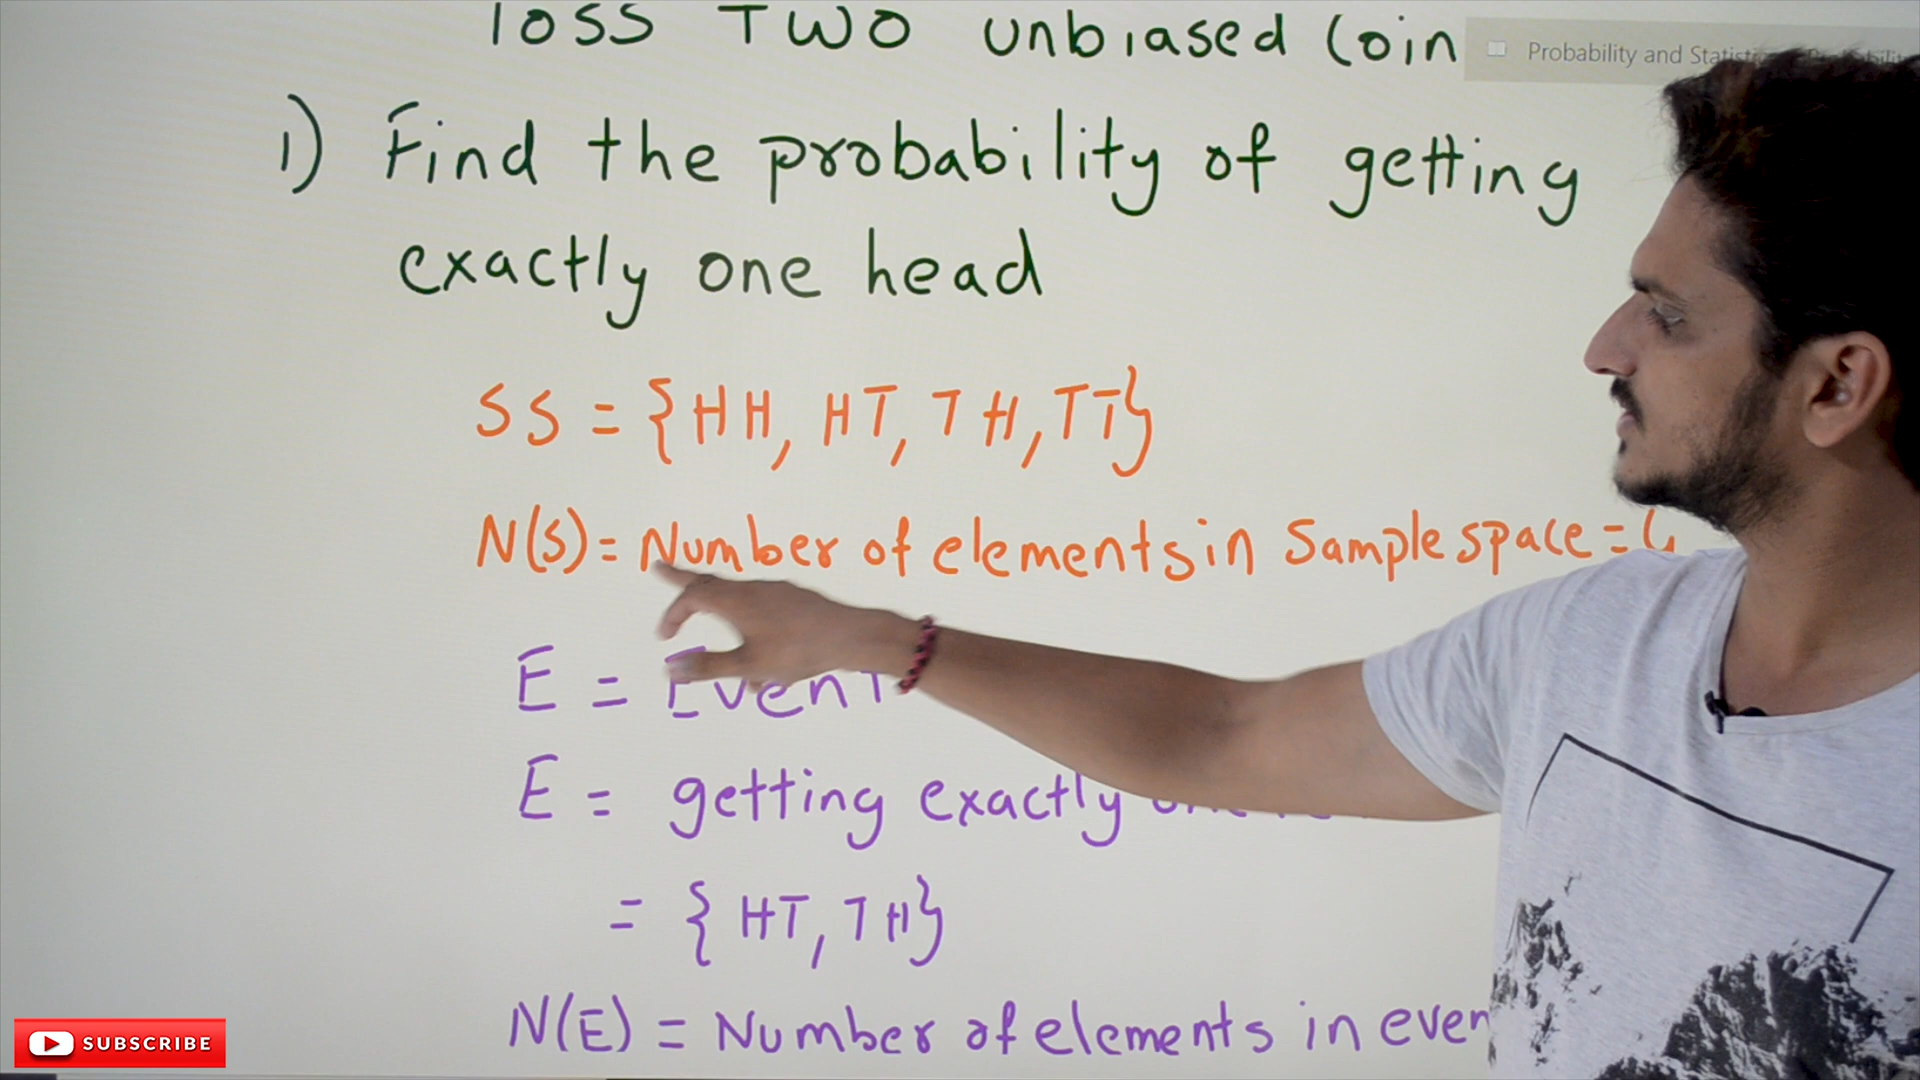 Toss Two unbiased Coin
Probability and Statistics
1) Find the probability of getting
exactly one head
SS = {HH, HT, TH, TT}
N(S) = Number of elements in Sample space = 4
E = Event
E = getting exactly one
= {HT, TH}
N(E) = Number of elements in even
SUBSCRIBE